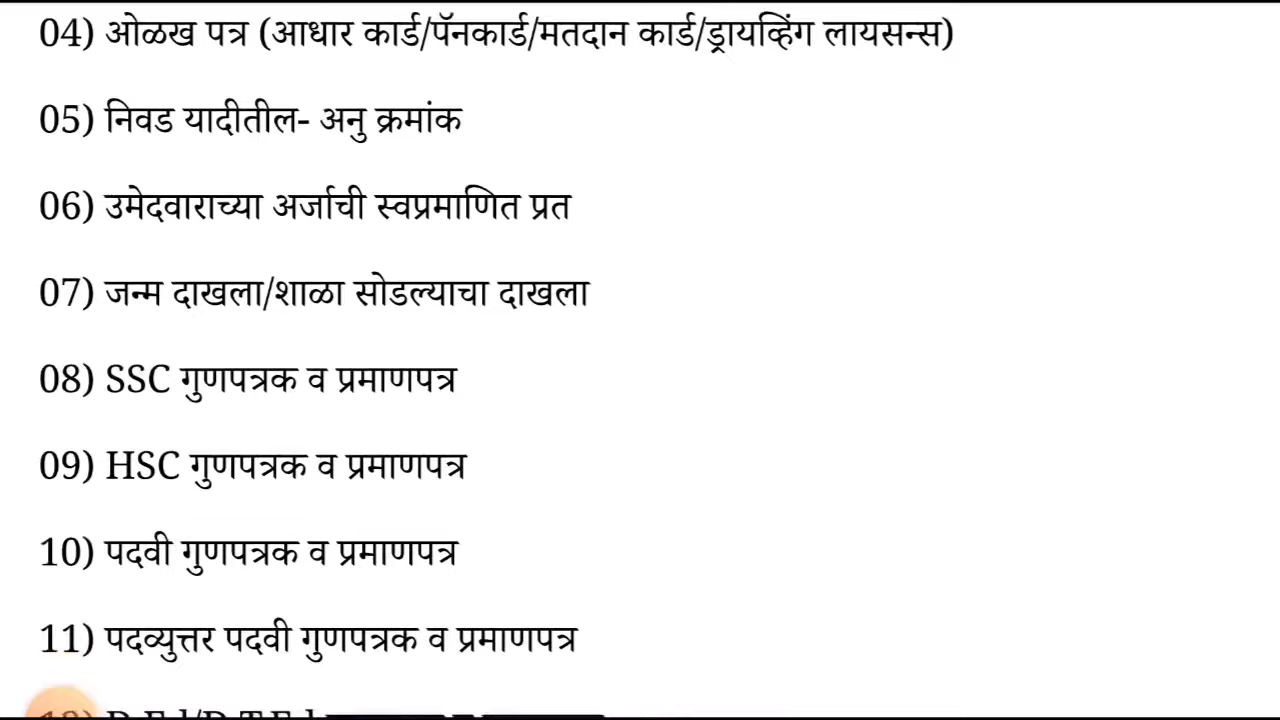 04) ओळख पत्र (आधार कार्ड/पॅनकार्ड/मतदान कार्ड/ड्रायव्हिंग लायसन्स)
05) निवड यादीतील- अनु क्रमांक
06) उमेदवाराच्या अर्जाची स्वप्रमाणित प्रत
07) जन्म दाखला/शाळा सोडल्याचा दाखला
08) SSC गुणपत्रक व प्रमाणपत्र
09) HSC गुणपत्रक व प्रमाणपत्र
10) पदवी गुणपत्रक व प्रमाणपत्र
11) पदव्युत्तर पदवी गुणपत्रक व प्रमाणपत्र